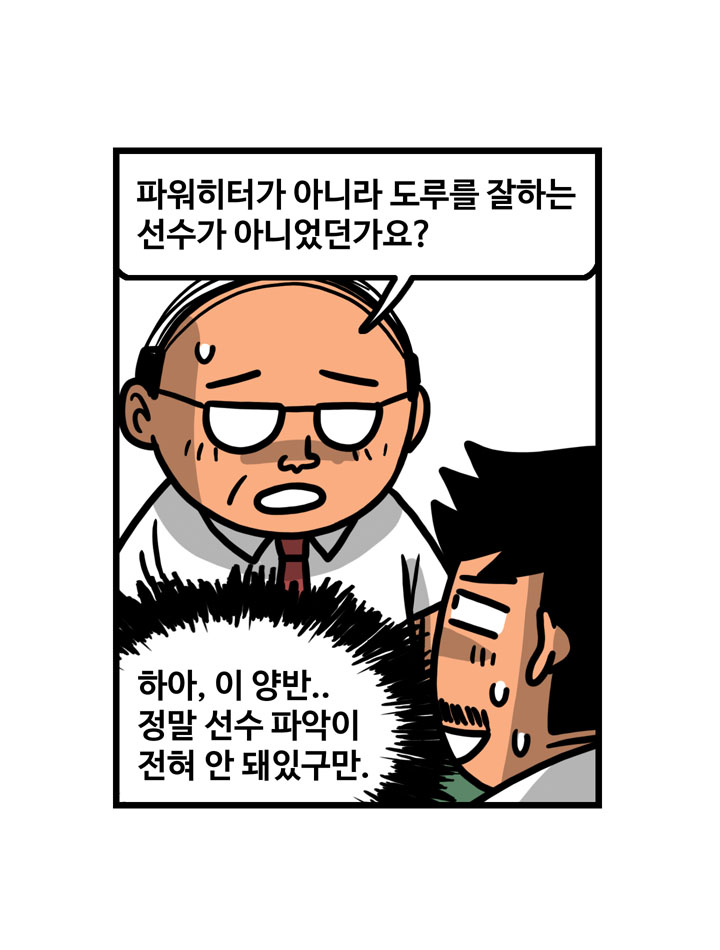 파워히터가 아니라 도루를 잘하는
선수가 아니었던가요?
하아, 이 양반..
정말 선수 파악이
전혀 안 돼있구만.